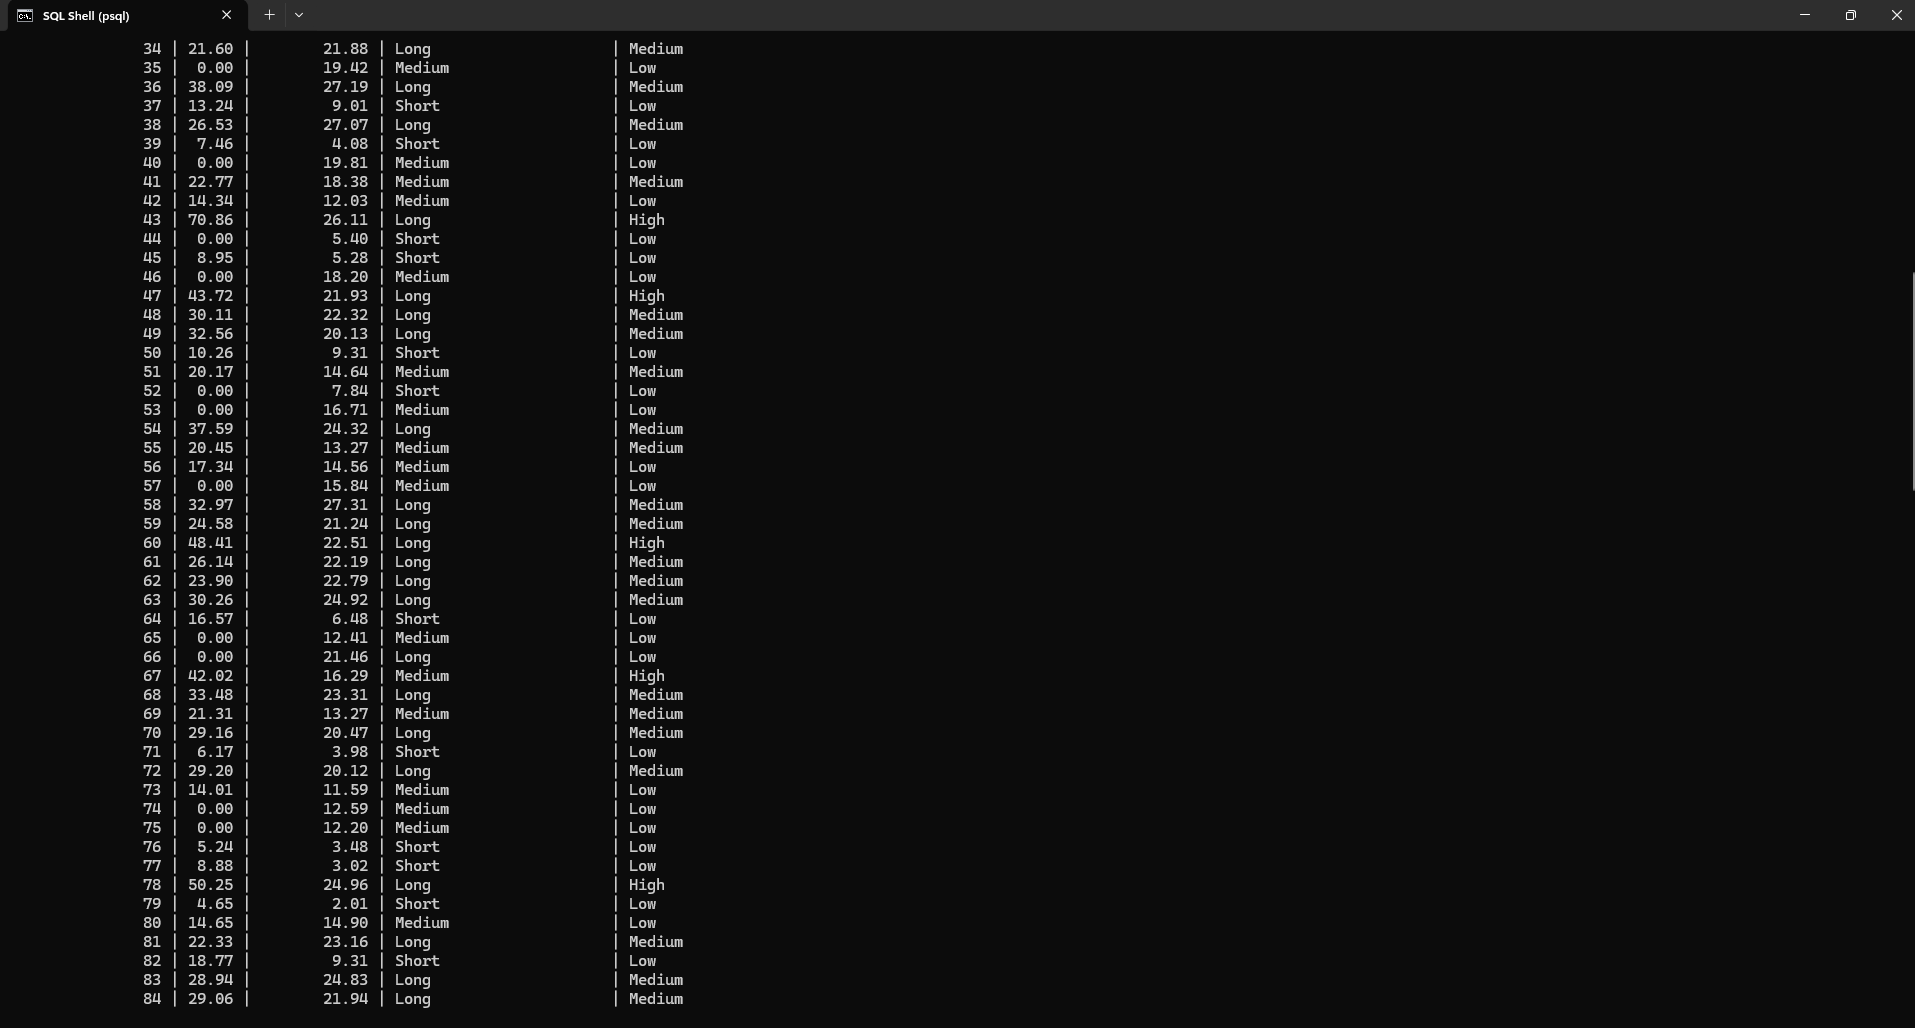 SQL Shell (psql)
34 | 21.60 | 21.88 | Long | Medium
35 | 0.00 | 19.42 | Medium | Low
36 | 38.09 | 27.19 | Long | Medium
37 | 13.24 | 9.01 | Short | Low
38 | 26.53 | 27.07 | Long | Medium
39 | 7.46 | 4.08 | Short | Low
40 | 0.00 | 19.81 | Medium | Low
41 | 22.77 | 18.38 | Medium | Medium
42 | 14.34 | 12.03 | Medium | Low
43 | 70.86 | 26.11 | Long | High
44 | 0.00 | 5.40 | Short | Low
45 | 8.95 | 5.28 | Short | Low
46 | 0.00 | 18.20 | Medium | Low
47 | 43.72 | 21.93 | Long | High
48 | 30.11 | 22.32 | Long | Medium
49 | 32.56 | 20.13 | Long | Medium
50 | 10.26 | 9.31 | Short | Low
51 | 20.17 | 14.64 | Medium | Medium
52 | 0.00 | 7.84 | Short | Low
53 | 0.00 | 16.71 | Medium | Low
54 | 37.59 | 24.32 | Long | Medium
55 | 20.45 | 13.27 | Medium | Medium
56 | 17.34 | 14.56 | Medium | Low
57 | 0.00 | 15.84 | Medium | Low
58 | 32.97 | 27.31 | Long | Medium
59 | 24.58 | 21.24 | Long | Medium
60 | 48.41 | 22.51 | Long | High
61 | 26.14 | 22.19 | Long | Medium
62 | 23.90 | 22.79 | Long | Medium
63 | 30.26 | 24.92 | Long | Medium
64 | 16.57 | 6.48 | Short | Low
65 | 0.00 | 12.41 | Medium | Low
66 | 0.00 | 21.46 | Long | Low
67 | 42.02 | 16.29 | Medium | High
68 | 33.48 | 23.31 | Long | Medium
69 | 21.31 | 13.27 | Medium | Medium
70 | 29.16 | 20.47 | Long | Medium
71 | 6.17 | 3.98 | Short | Low
72 | 29.20 | 20.12 | Long | Medium
73 | 14.01 | 11.59 | Medium | Low
74 | 0.00 | 12.59 | Medium | Low
75 | 0.00 | 12.20 | Medium | Low
76 | 5.24 | 3.48 | Short | Low
77 | 8.88 | 3.02 | Short | Low
78 | 50.25 | 24.96 | Long | High
79 | 4.65 | 2.01 | Short | Low
80 | 14.65 | 14.90 | Medium | Low
81 | 22.33 | 23.16 | Long | Medium
82 | 18.77 | 9.31 | Short | Low
83 | 28.94 | 24.83 | Long | Medium
84 | 29.06 | 21.94 | Long | Medium